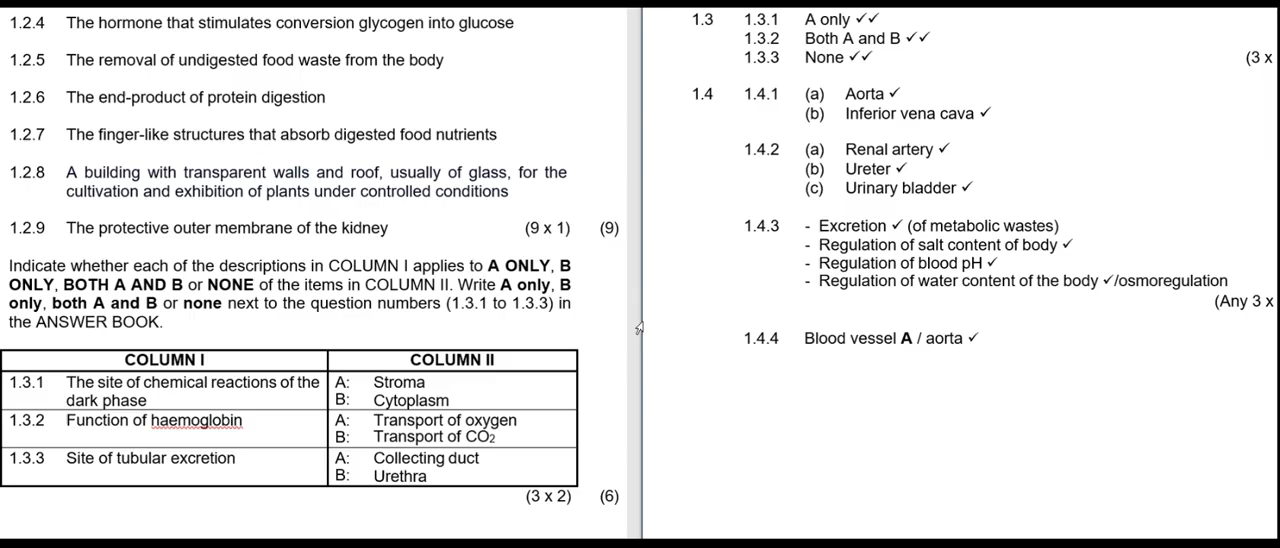 1.2.4 The hormone that stimulates conversion glycogen into glucose
1.2.5 The removal of undigested food waste from the body
1.2.6 The end-product of protein digestion
1.2.7 The finger-like structures that absorb digested food nutrients
1.2.8 A building with transparent walls and roof, usually of glass, for the
cultivation and exhibition of plants under controlled conditions
1.2.9 The protective outer membrane of the kidney (9 x 1) (9)
Indicate whether each of the descriptions in COLUMN I applies to A ONLY, B
ONLY, BOTH A AND B or NONE of the items in COLUMN II. Write A only, B
only, both A and B or none next to the question numbers (1.3.1 to 1.3.3) in
the ANSWER BOOK.
COLUMN I COLUMN II
1.3.1 The site of chemical reactions of the A: Stroma
dark phase B: Cytoplasm
1.3.2 Function of haemoglobin A: Transport of oxygen
B: Transport of CO2
1.3.3 Site of tubular excretion A: Collecting duct
B: Urethra
(3 x 2) (6)
1.3 1.3.1 A only ✓✓
1.3.2 Both A and B ✓✓
1.3.3 None ✓✓ (3 x
1.4 1.4.1 (a) Aorta ✓
(b) Inferior vena cava ✓
1.4.2 (a) Renal artery ✓
(b) Ureter ✓
(c) Urinary bladder ✓
1.4.3 - Excretion ✓ (of metabolic wastes)
- Regulation of salt content of body ✓
- Regulation of blood pH ✓
- Regulation of water content of the body ✓/osmoregulation
(Any 3 x
1.4.4 Blood vessel A / aorta ✓